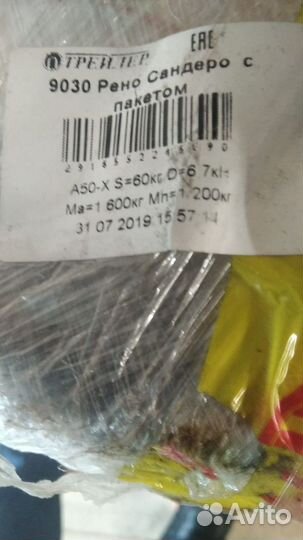 ТРЕЙЛЕР
EAC
9030 Рено Сандеро с
пакетом
A50-X S=60кг D=6 7кН
Ma=1 600кг Mn=1 200кг
31 07 2019 15 57 14
Avito